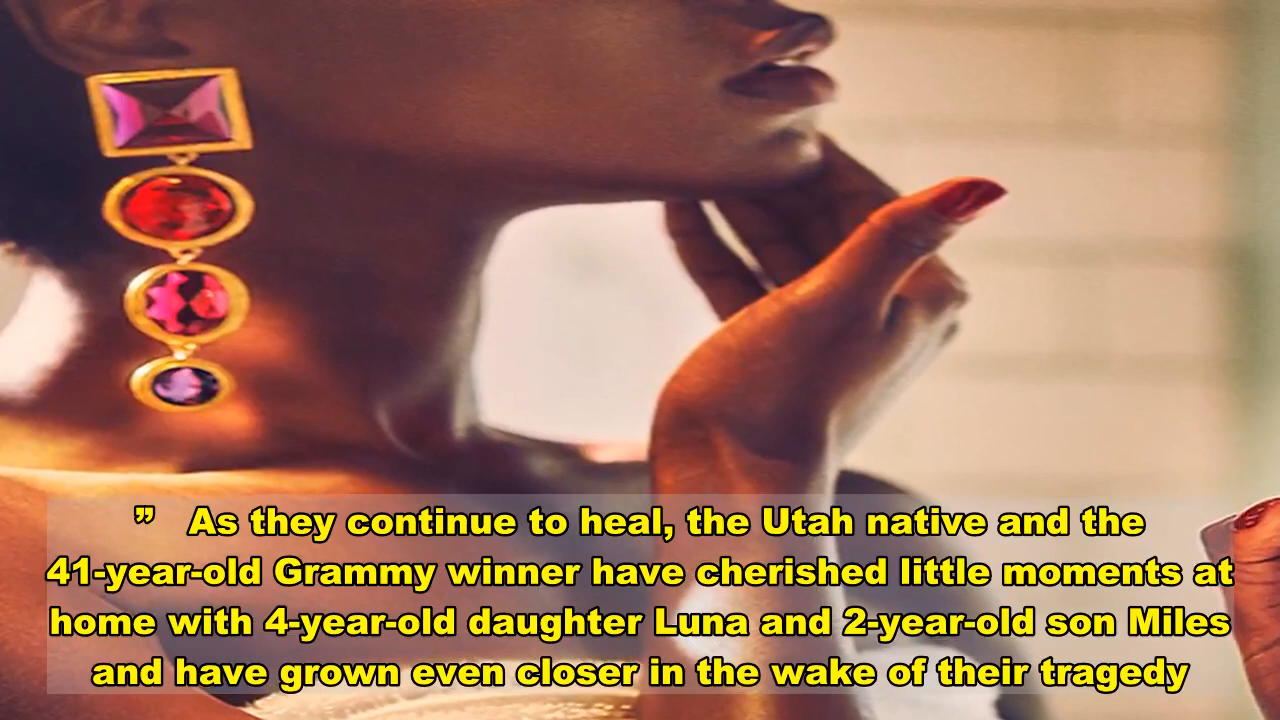 ”   As they continue to heal, the Utah native and the
41-year-old Grammy winner have cherished little moments at
home with 4-year-old daughter Luna and 2-year-old son Miles
and have grown even closer in the wake of their tragedy